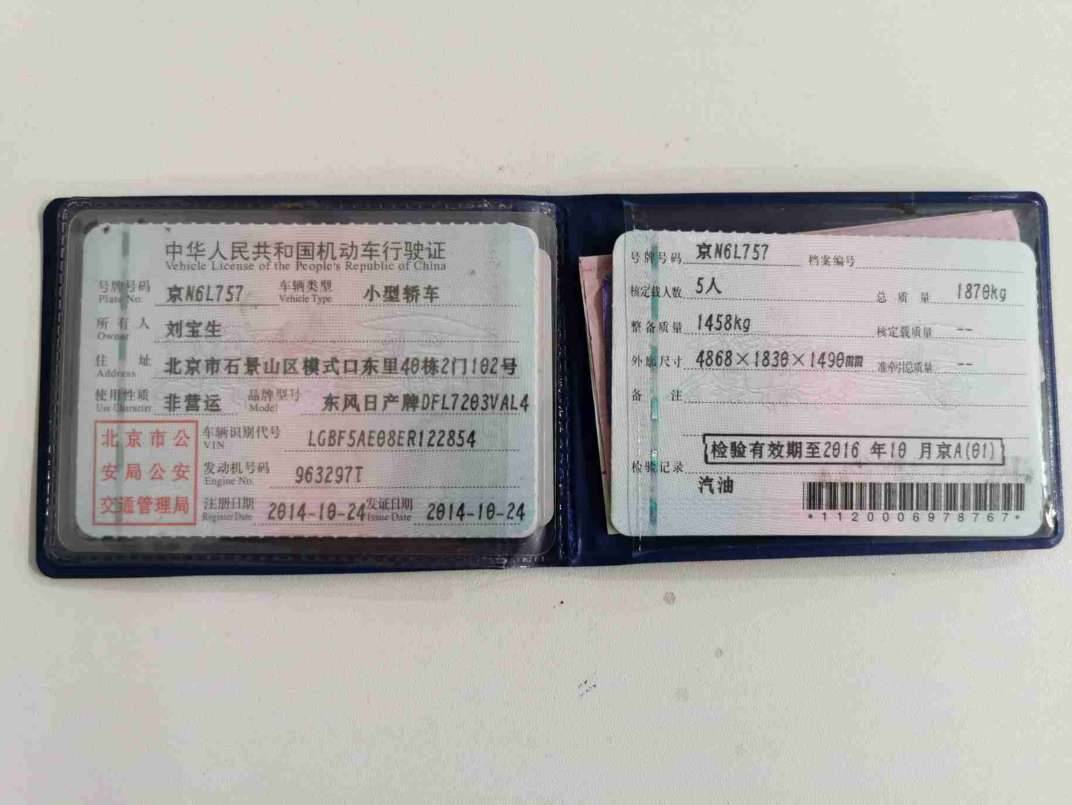 中华人民共和国机动车行驶证
Vehicle License of the People's Republic of China
号牌号码 京N6L757 车辆类型 小型轿车
Plate No. Vehicle Type
所有人 刘宝生
Owner
住址 北京市石景山区模式口东里40栋2门1102号
Address
使用性质 非营运 品牌型号 东风日产牌DFL7203VAL4
Use Character Model
北京市公
安局公安
交通管理局
车辆识别代号 LGBF5AE08ER122854
VIN
发动机号码 963297T
Engine No.
注册日期 2014-10-24 发证日期 2014-10-24
Register Date Issue Date
号牌号码 京N6L757 档案编号
核定载人数 5人 总质量 1870kg
整备质量 1458kg 核定载质量 --
外廓尺寸 4868×1830×1490mm 准牵引总质量 --
备注
检验有效期至2016 年10 月京A(01)
检验记录
汽油
*1120006978767*